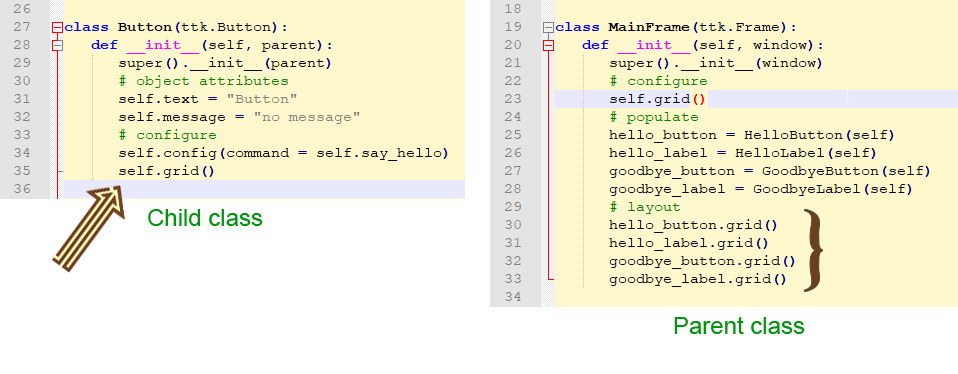 26
27 class Button(ttk.Button):
28 def __init__(self, parent):
29 super().__init__(parent)
30 # object attributes
31 self.text = "Button"
32 self.message = "no message"
33 # configure
34 self.config(command = self.say_hello)
35 self.grid()
36
Child class
18
19 class MainFrame(ttk.Frame):
20 def __init__(self, window):
21 super().__init__(window)
22 # configure
23 self.grid()
24 # populate
25 hello_button = HelloButton(self)
26 hello_label = HelloLabel(self)
27 goodbye_button = GoodbyeButton(self)
28 goodbye_label = GoodbyeLabel(self)
29 # layout
30 hello_button.grid()
31 hello_label.grid()
32 goodbye_button.grid()
33 goodbye_label.grid()
34
Parent class